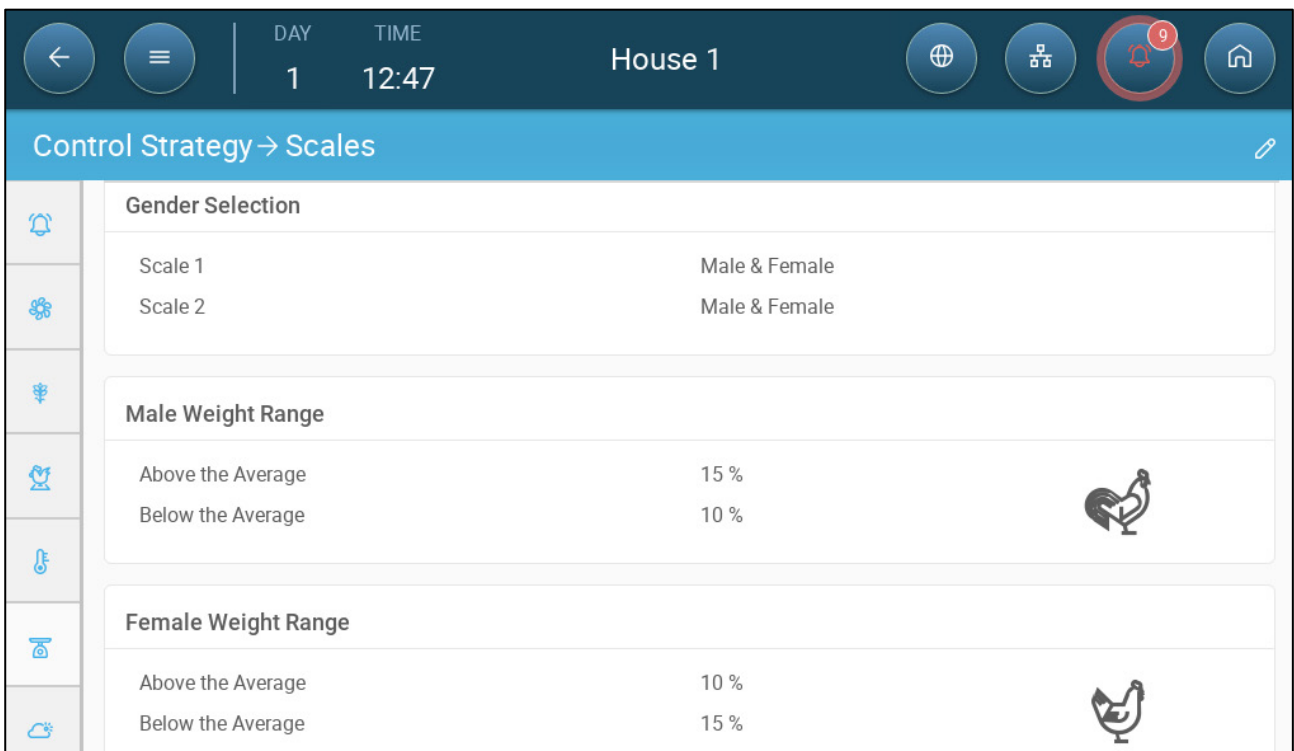 DAY TIME
1 12:47 House 1 9
Control Strategy → Scales
Gender Selection
Scale 1 Male & Female
Scale 2 Male & Female
Male Weight Range
Above the Average 15 %
Below the Average 10 %
Female Weight Range
Above the Average 10 %
Below the Average 15 %